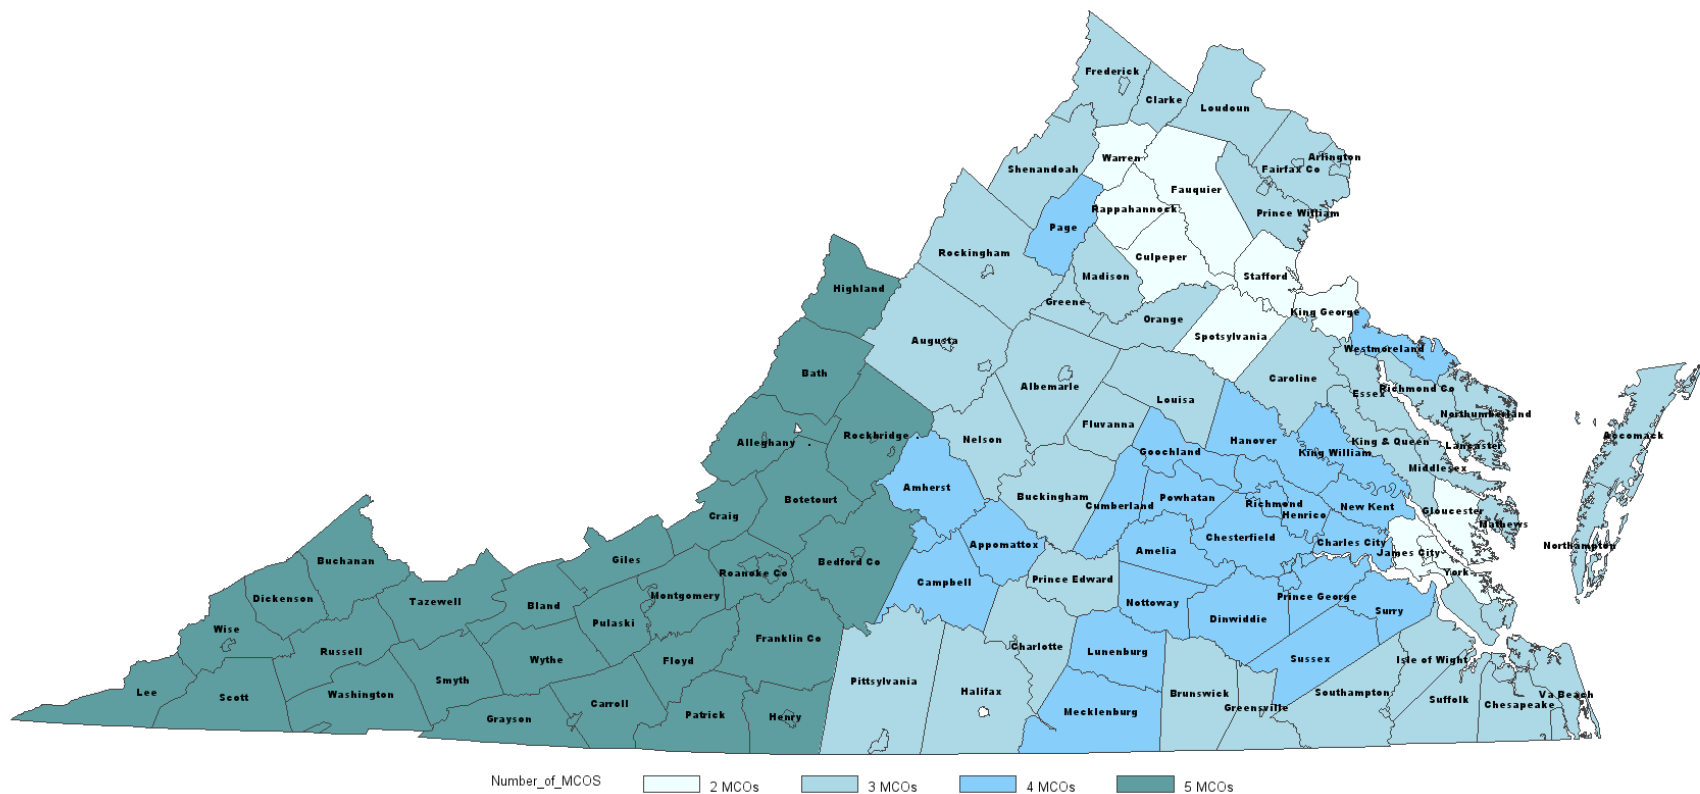 Frederick
Clarke
Loudoun
Warren
Shenandoah
Fairfax Co
Arlington
Fauquier
Rappahannock
Prince William
Page
Rockingham
Culpeper
Madison
Stafford
Highland
Greene
Orange
King George
Spotsylvania
Augusta
Westmoreland
Bath
Albemarle
Caroline
Richmond Co
Essex
Louisa
Northumberland
Fluvanna
Accomack
Alleghany
Rockbridge
Nelson
Hanover
King & Queen
Lancaster
Goochland
King William
Middlesex
Amherst
Botetourt
Buckingham
Powhatan
Cumberland
Richmond
New Kent
Craig
Henrico
Gloucester
Mathews
Chesterfield
Charles City
Appomattox
Amelia
James City
Northampton
Buchanan
Giles
Bedford Co
Roanoke Co
Campbell
Prince Edward
York
Dickenson
Tazewell
Bland
Montgomery
Nottoway
Prince George
Surry
Pulaski
Dinwiddie
Wise
Franklin Co
Charlotte
Russell
Wythe
Floyd
Lunenburg
Sussex
Isle of Wight
Smyth
Pittsylvania
Lee
Scott
Washington
Halifax
Brunswick
Southampton
Va Beach
Suffolk
Carroll
Chesapeake
Greensville
Grayson
Patrick
Henry
Mecklenburg
Number_of_MCOS 2 MCOs 3 MCOs 4 MCOs 5 MCOs